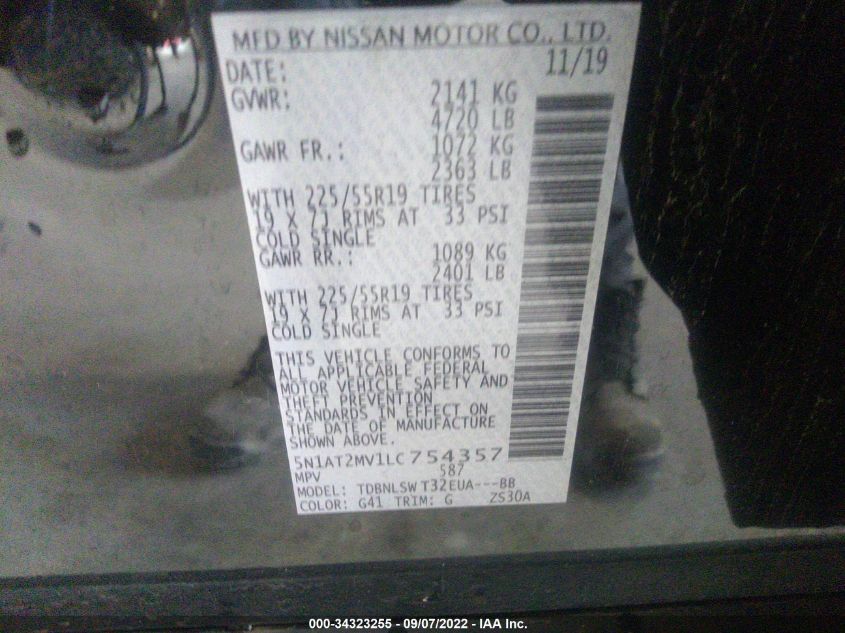 MFD BY NISSAN MOTOR CO., LTD.
DATE: 11/19
GVWR: 2141 KG
4720 LB
GAWR FR.: 1072 KG
2363 LB
WITH 225/55R19 TIRES
19 X 7J RIMS AT 33 PSI
COLD SINGLE
GAWR RR.: 1089 KG
2401 LB
WITH 225/55R19 TIRES
19 X 7J RIMS AT 33 PSI
COLD SINGLE
THIS VEHICLE CONFORMS TO
ALL APPLICABLE FEDERAL
MOTOR VEHICLE SAFETY AND
THEFT PREVENTION
STANDARDS IN EFFECT ON
THE DATE OF MANUFACTURE
SHOWN ABOVE.
5N1AT2MV1LC754357
MPV 587
MODEL: TDBNLSW T32EUA---BB
COLOR: G41 TRIM: G ZS30A
000-34323255 - 09/07/2022 - IAA Inc.